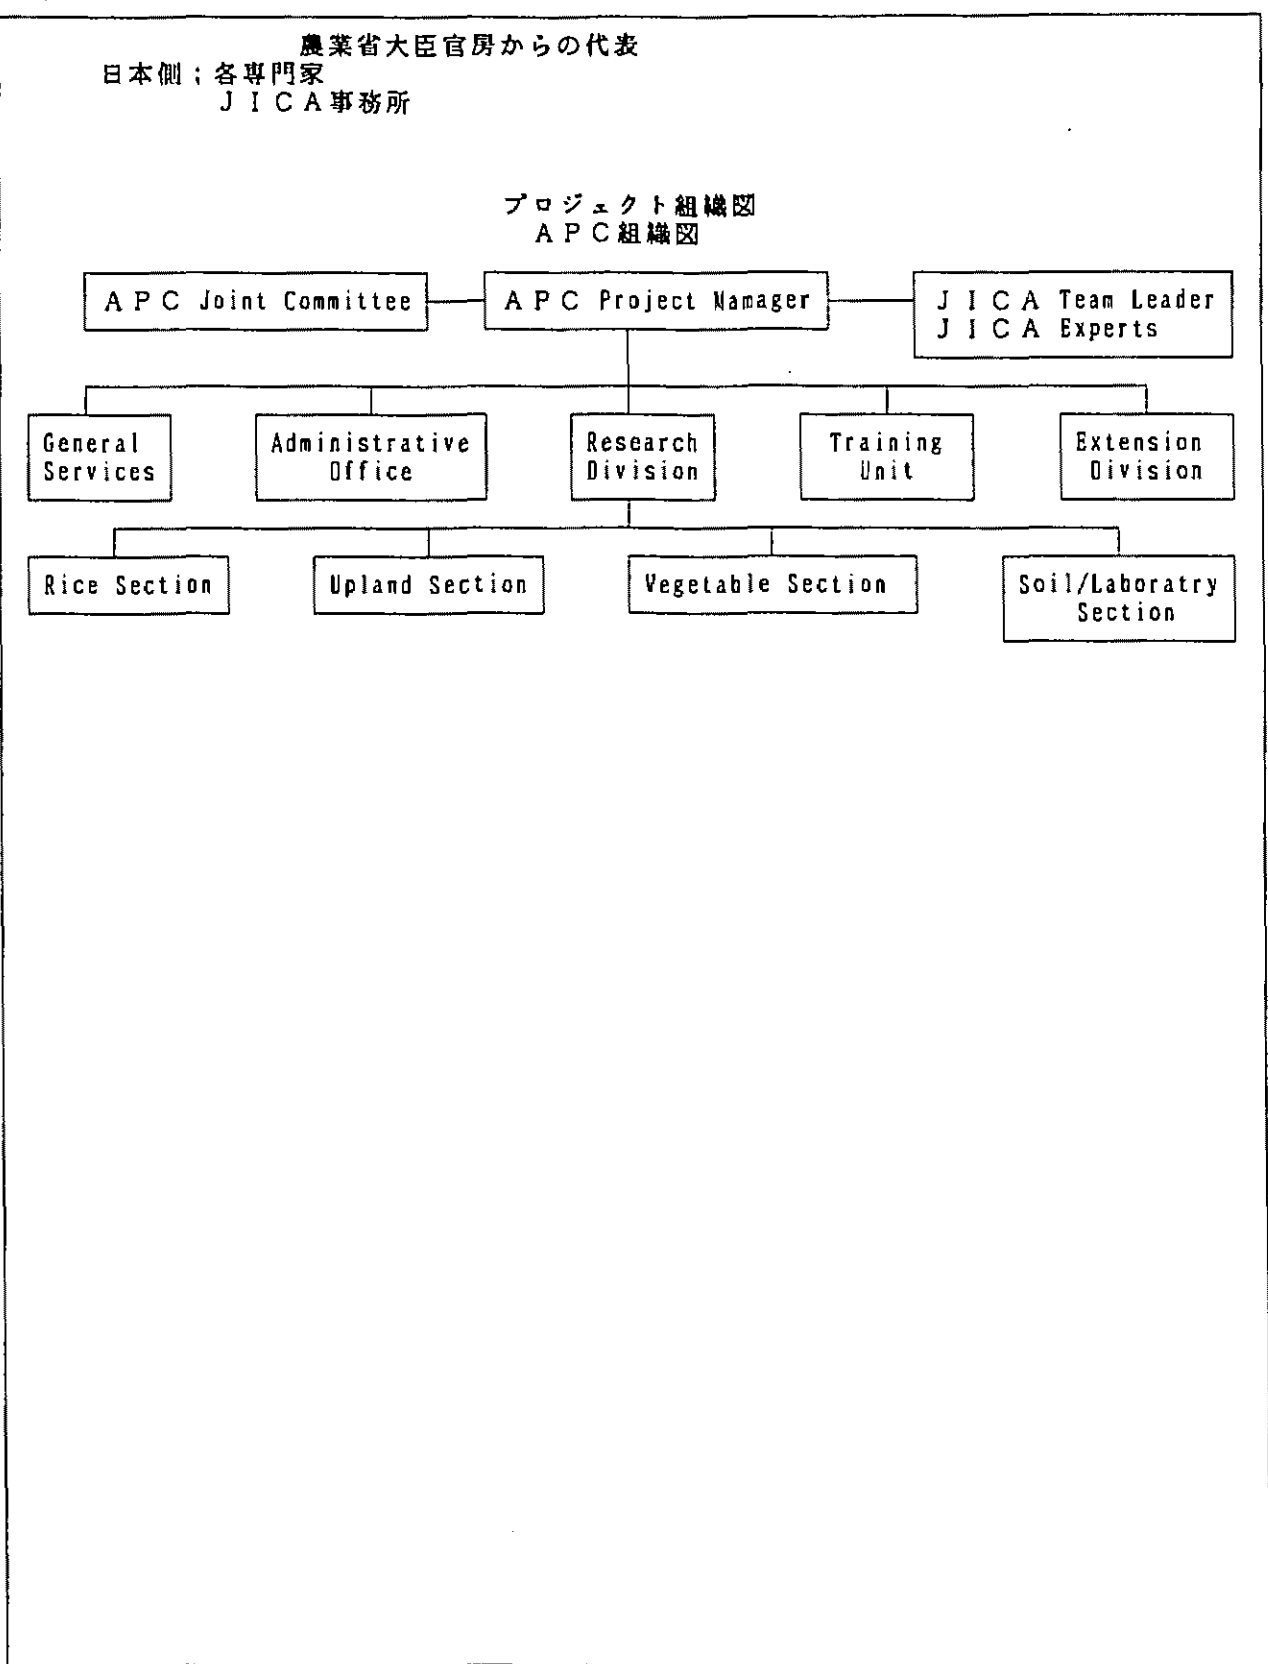 農業省大臣官房からの代表
日本側；各専門家
ＪＩＣＡ事務所
プロジェクト組織図
ＡＰＣ組織図
ＡＰＣ Joint Committee
ＡＰＣ Project Manager
ＪＩＣＡ Team Leader
ＪＩＣＡ Experts
General
Services
Administrative
Office
Research
Division
Training
Unit
Extension
Division
Rice Section
Upland Section
Vegetable Section
Soil/Laboratry
Section